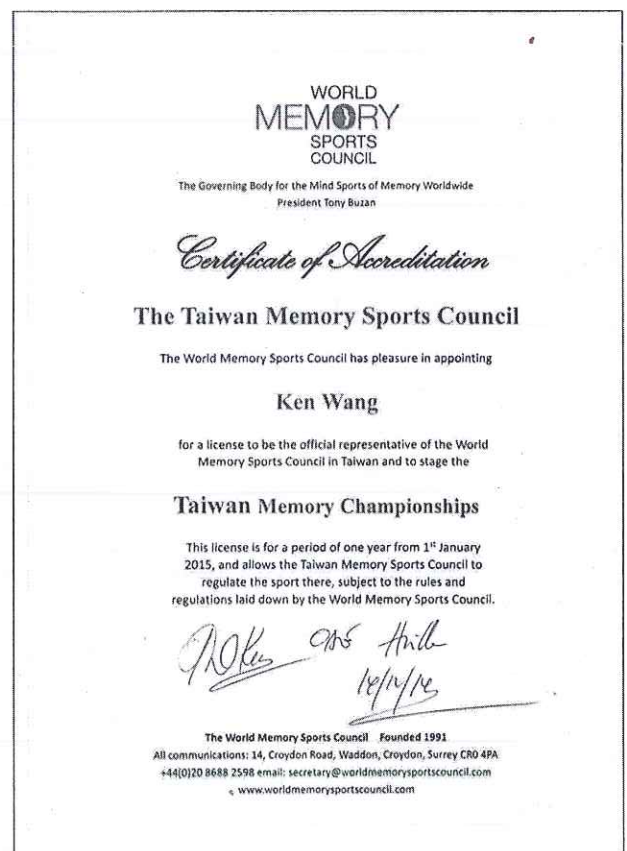 WORLD
MEMORY
SPORTS
COUNCIL
The Governing Body for the Mind Sports of Memory Worldwide
President Tony Buzan
Certificate of Accreditation
The Taiwan Memory Sports Council
The World Memory Sports Council has pleasure in appointing
Ken Wang
for a license to be the official representative of the World
Memory Sports Council in Taiwan and to stage the
Taiwan Memory Championships
This license is for a period of one year from 1st January
2015, and allows the Taiwan Memory Sports Council to
regulate the sport there, subject to the rules and
regulations laid down by the World Memory Sports Council.
The World Memory Sports Council Founded 1991
All communications: 14, Croydon Road, Waddon, Croydon, Surrey CR0 4PA
+44(0)20 8688 2598 email: secretary@worldmemorysportscouncil.com
www.worldmemorysportscouncil.com